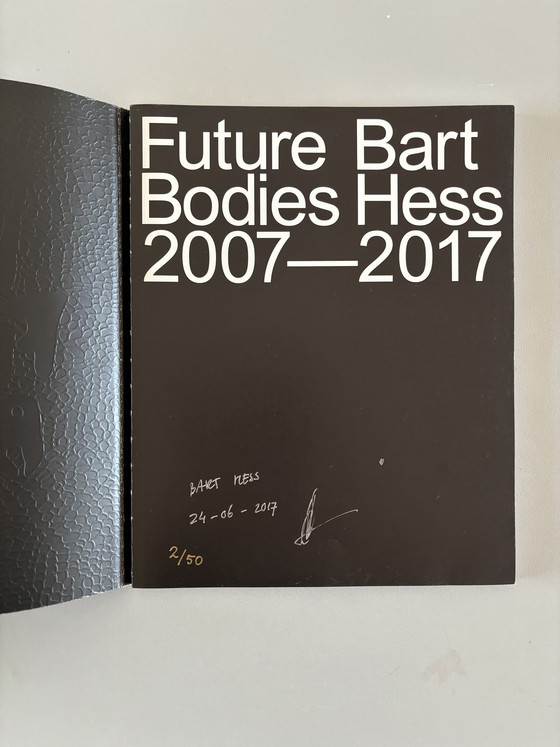 Future Bart
Bodies Hess
2007—2017
BART HESS
24-06-2017
2/50